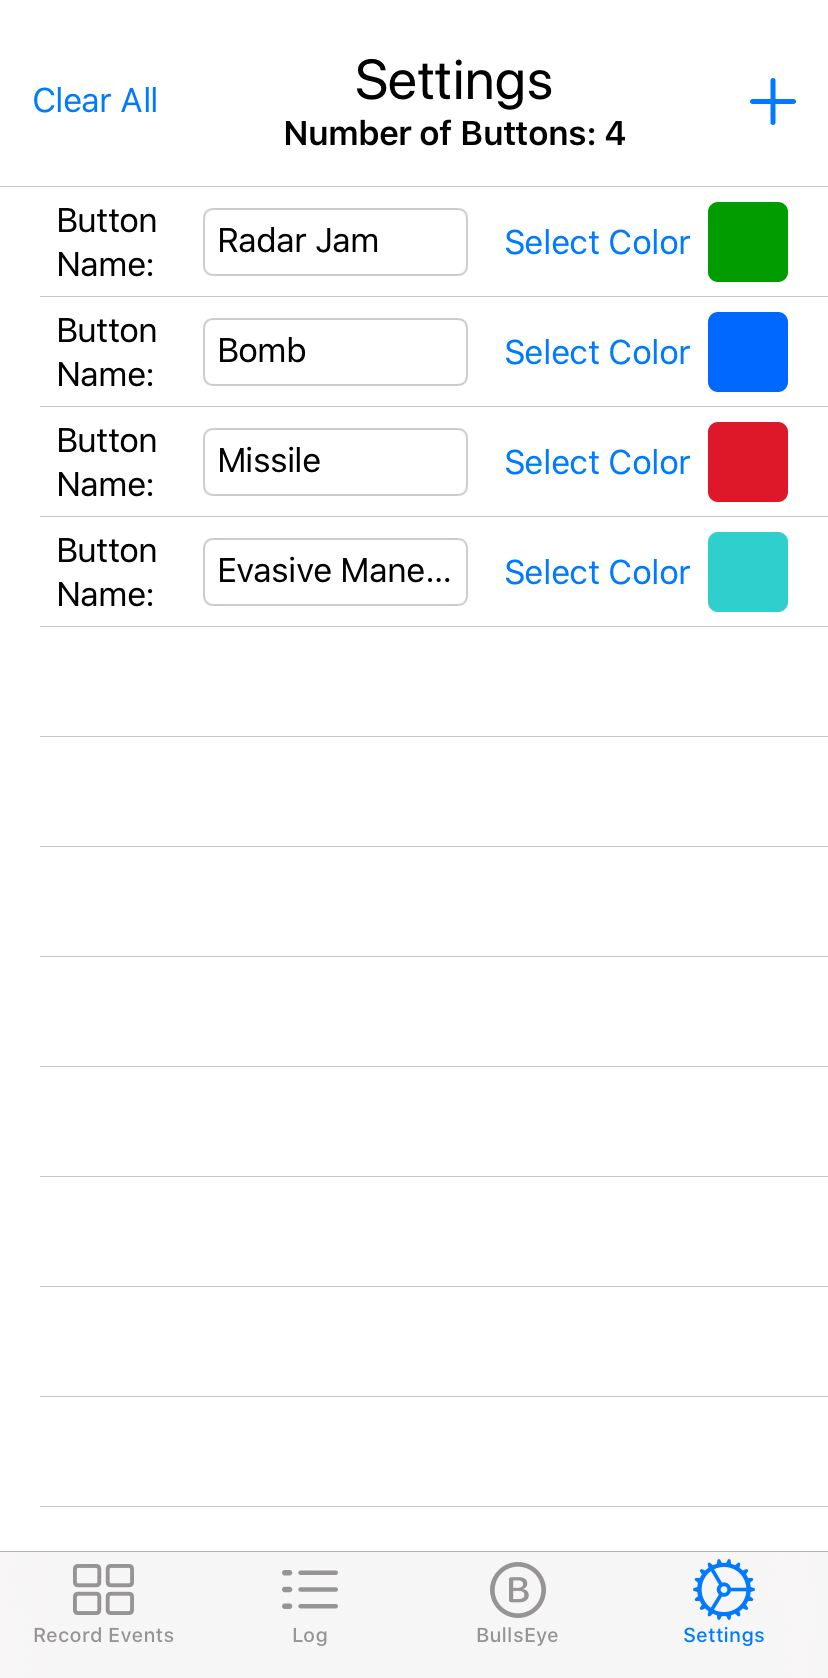 Clear All
Settings
Number of Buttons: 4
Button
Name:
Radar Jam
Select Color
Button
Name:
Bomb
Select Color
Button
Name:
Missile
Select Color
Button
Name:
Evasive Mane...
Select Color
Record Events
Log
B
BullsEye
Settings